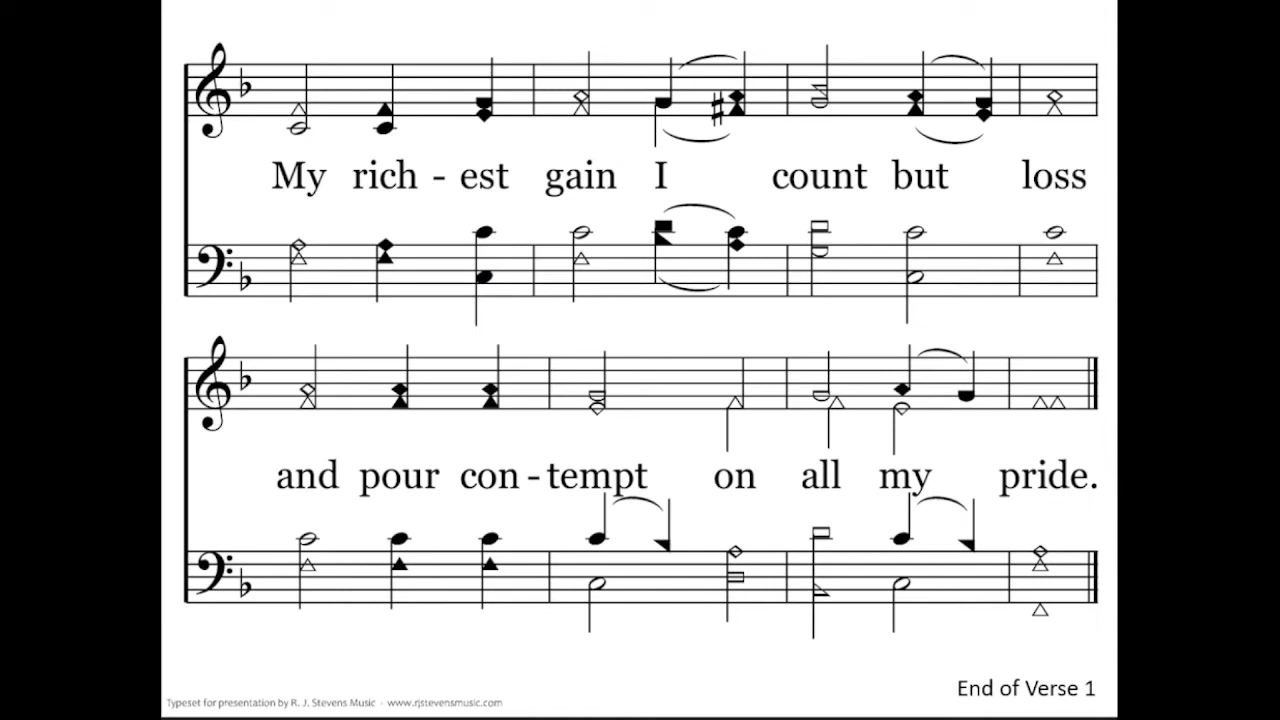 My rich - est gain I count but loss
and pour con - tempt on all my pride.
End of Verse 1
Typeset for presentation by R. J. Stevens Music · www.rjstevensmusic.com